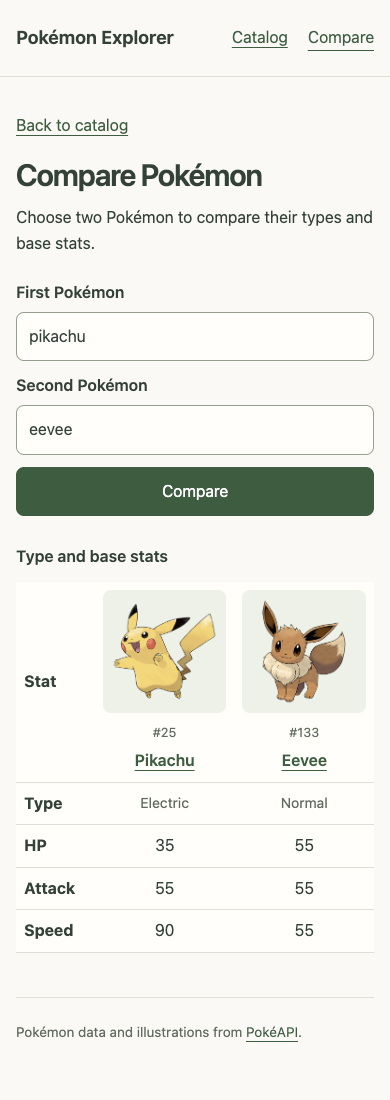 Pokémon Explorer Catalog Compare
Back to catalog
Compare Pokémon
Choose two Pokémon to compare their types and
base stats.
First Pokémon
pikachu
Second Pokémon
eevee
Compare
Type and base stats
Stat
#25 #133
Pikachu Eevee
Type Electric Normal
HP 35 55
Attack 55 55
Speed 90 55
Pokémon data and illustrations from PokéAPI.